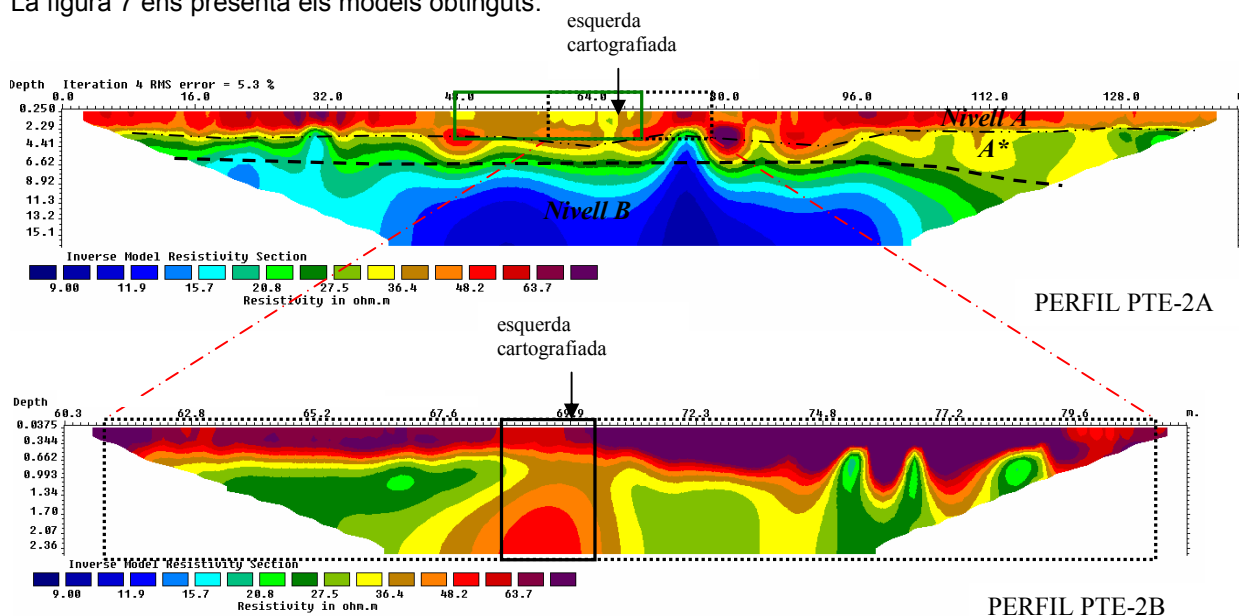 La figura 7 ens presenta els models obtinguts.
esquerda
cartografiada
Depth Iteration 4 RMS error = 5.3 %
0.0 16.0 32.0 48.0 64.0 80.0 96.0 112.0 128.0
0.250
2.29
4.41
6.62
8.92
11.3
13.2
15.1
Nivell A
A*
Nivell B
Inverse Model Resistivity Section
9.00 11.9 15.7 20.8 27.5 36.4 48.2 63.7
Resistivity in ohm.m
PERFIL PTE-2A
esquerda
cartografiada
Depth
60.3 62.8 65.2 67.6 69.9 72.3 74.8 77.2 79.6 m.
0.0375
0.344
0.662
0.993
1.34
1.70
2.07
2.36
Inverse Model Resistivity Section
9.00 11.9 15.7 20.8 27.5 36.4 48.2 63.7
Resistivity in ohm.m
PERFIL PTE-2B